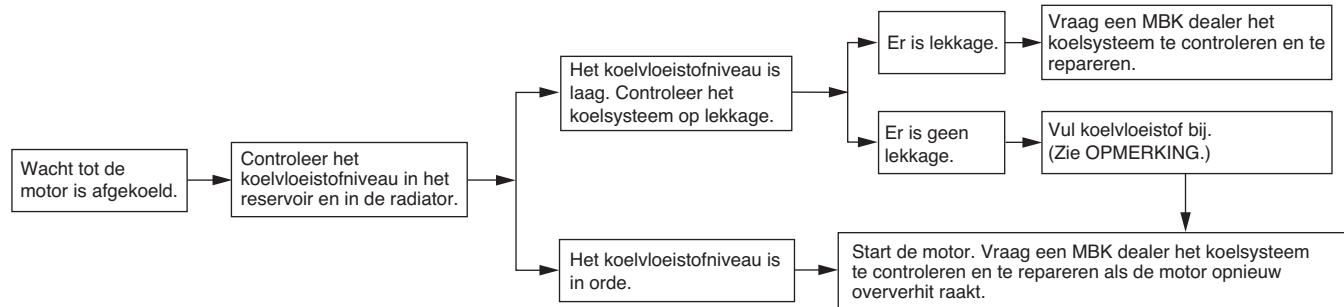 Wacht tot de
motor is afgekoeld.
Controleer het
koelvloeistofniveau in het
reservoir en in de radiator.
Het koelvloeistofniveau is
laag. Controleer het
koelsysteem op lekkage.
Er is lekkage.
Vraag een MBK dealer het
koelsysteem te controleren en te
repareren.
Er is geen
lekkage.
Vul koelvloeistof bij.
(Zie OPMERKING.)
Het koelvloeistofniveau is
in orde.
Start de motor. Vraag een MBK dealer het koelsysteem
te controleren en te repareren als de motor opnieuw
oververhit raakt.